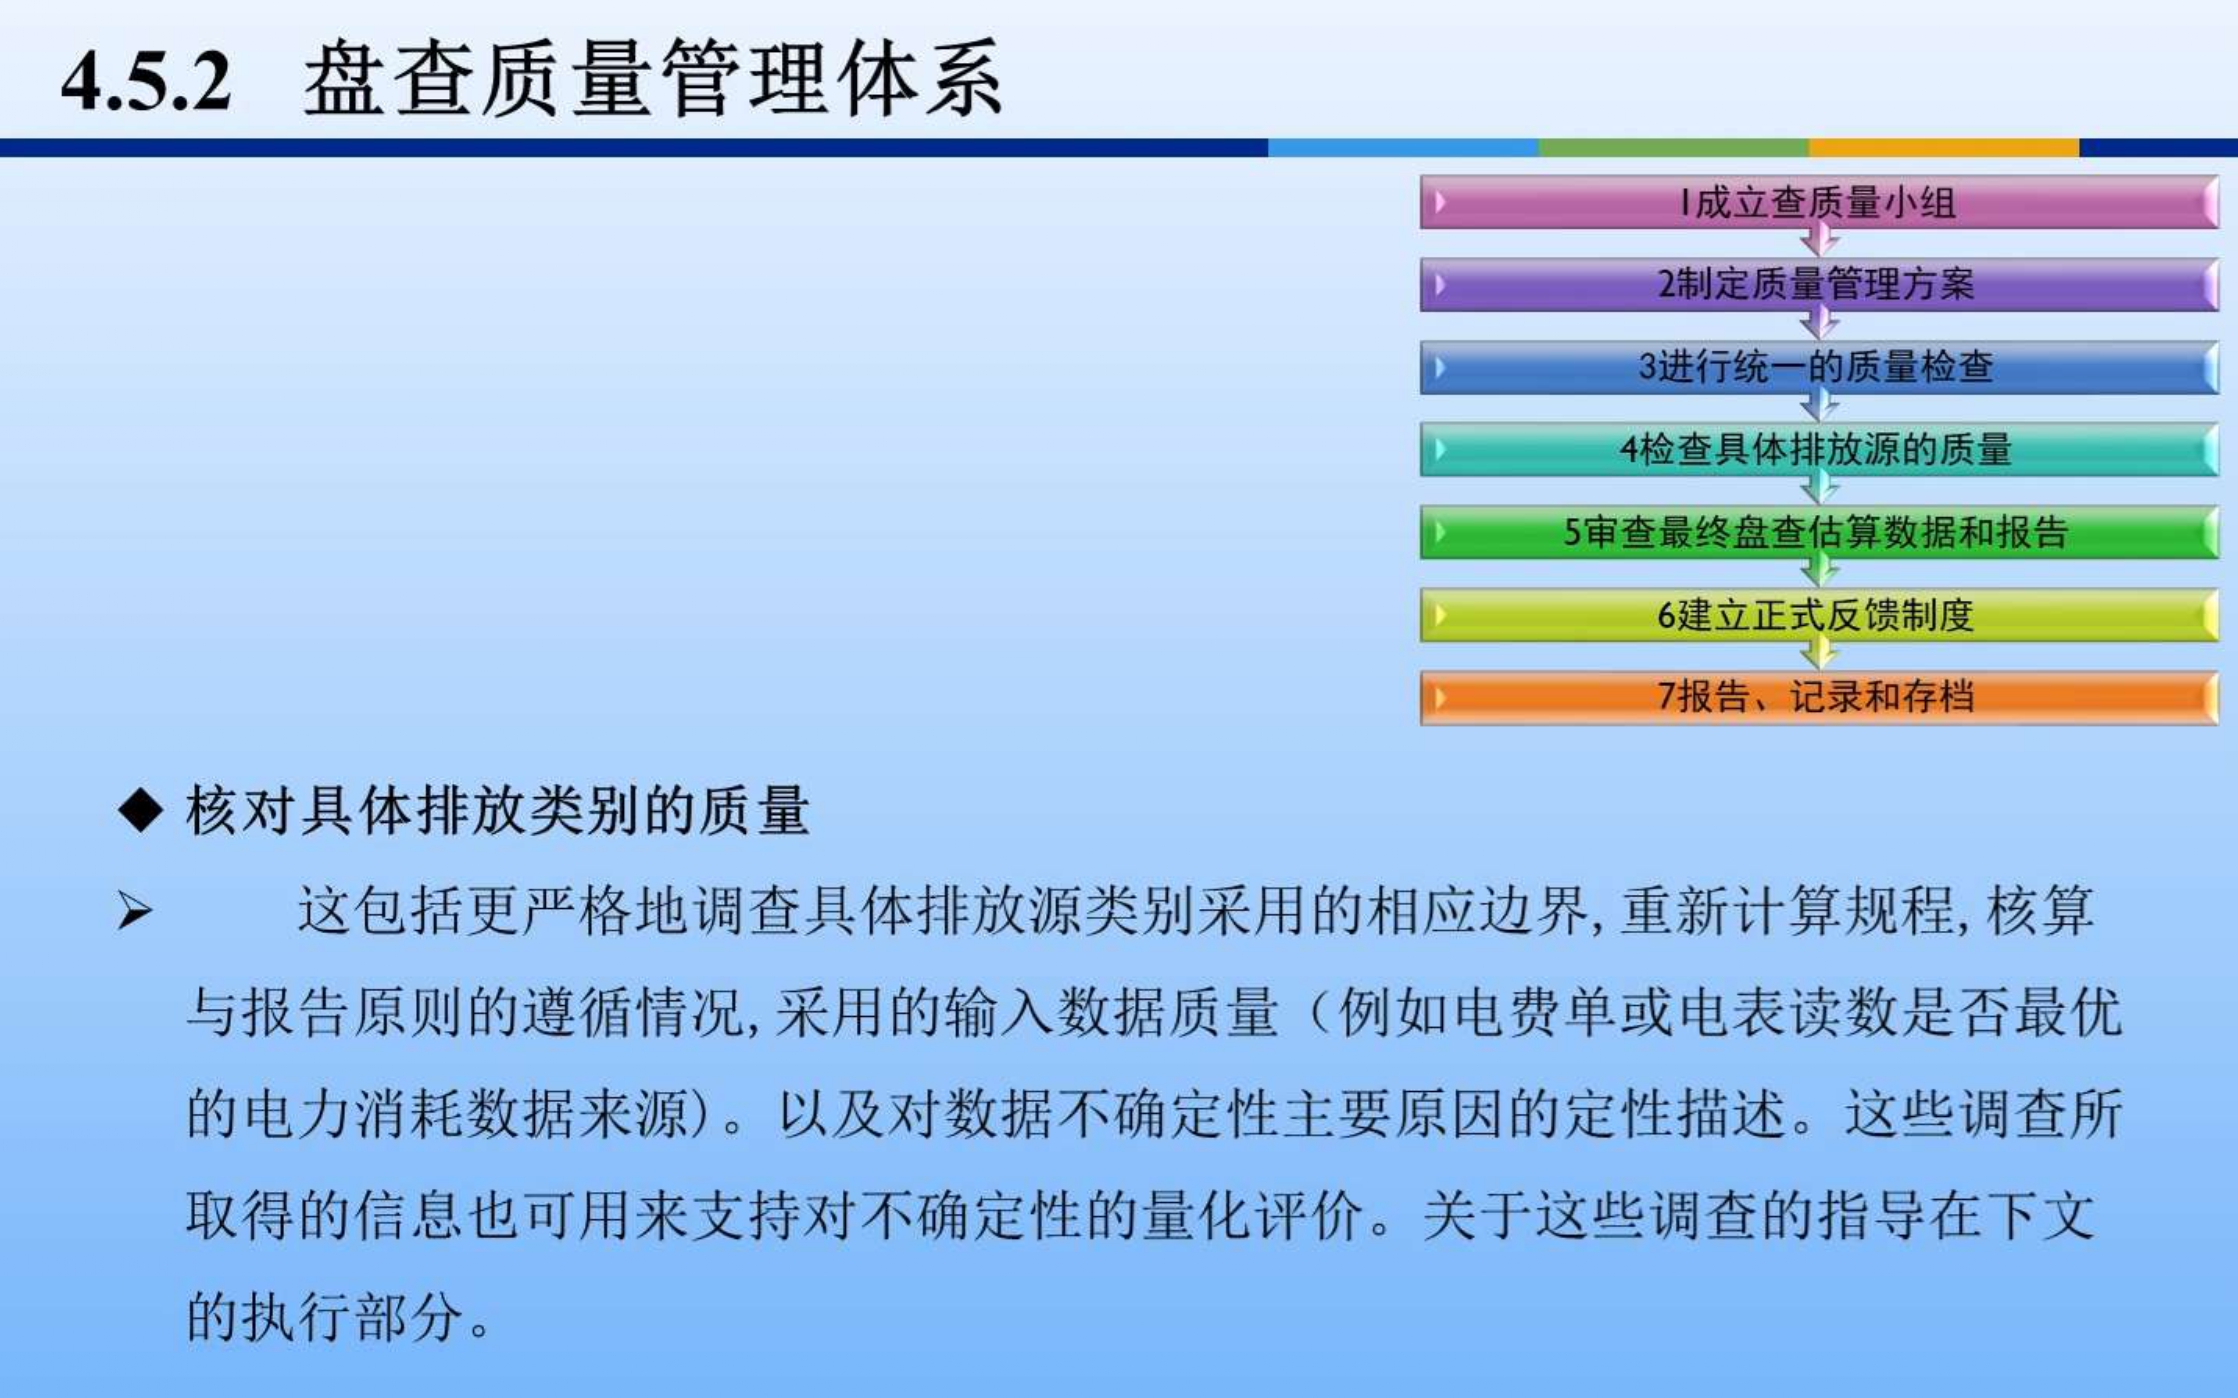 4.5.2 盘查质量管理体系
1成立查质量小组
2制定质量管理方案
3进行统一的质量检查
4检查具体排放源的质量
5审查最终盘查估算数据和报告
6建立正式反馈制度
7报告、记录和存档
◆ 核对具体排放类别的质量
➢ 这包括更严格地调查具体排放源类别采用的相应边界,重新计算规程,核算
与报告原则的遵循情况,采用的输入数据质量（例如电费单或电表读数是否最优
的电力消耗数据来源)。以及对数据不确定性主要原因的定性描述。这些调查所
取得的信息也可用来支持对不确定性的量化评价。关于这些调查的指导在下文
的执行部分。